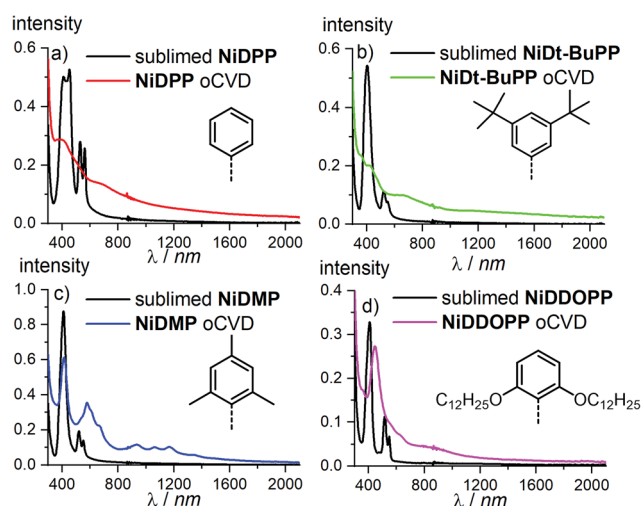 intensity
a)
sublimed NiDPP
NiDPP oCVD
0.6
0.4
0.2
0.0
400 800 1200 1600 2000
λ / nm
intensity
b)
sublimed NiDt-BuPP
NiDt-BuPP oCVD
0.6
0.4
0.2
0.0
400 800 1200 1600 2000
λ / nm
intensity
c)
sublimed NiDMP
NiDMP oCVD
1.0
0.8
0.6
0.4
0.2
0.0
400 800 1200 1600 2000
λ / nm
intensity
d)
sublimed NiDDOPP
NiDDOPP oCVD
0.4
0.3
0.2
0.1
0.0
C12H25O OC12H25
400 800 1200 1600 2000
λ / nm